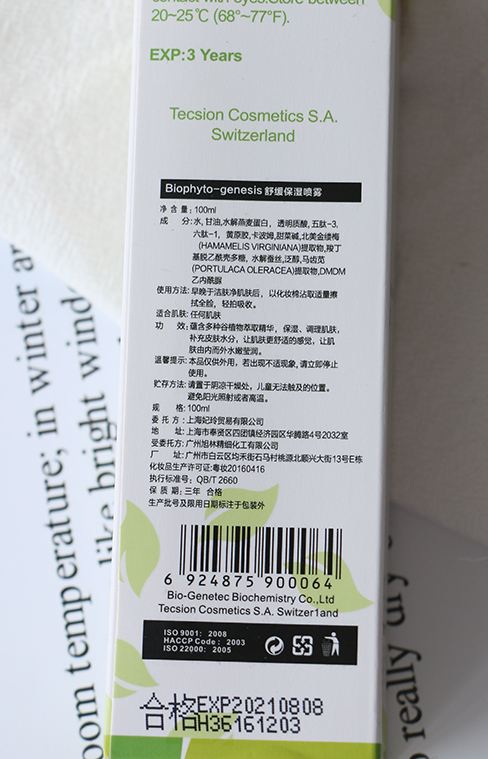 contact with eyes.Store between
20~25℃ (68°~77°F).
EXP:3 Years
Tecsion Cosmetics S.A.
Switzerland
Biophyto-genesis舒缓保湿喷雾
净 含 量: 100ml
成 分:水, 甘油,水解燕麦蛋白, 透明质酸, 五肽-3,
六肽-1, 黄原胶,卡波姆,甜菜碱,北美金缕梅
(HAMAMELIS VIRGINIANA)提取物,羧丁
基脱乙酰壳多糖, 水解蚕丝,泛醇,马齿苋
(PORTULACA OLERACEA)提取物,DMDM
乙内酰脲
使用方法: 早晚于洁肤净肌肤后, 以化妆棉沾取适量擦
拭全脸, 轻拍吸收。
适合肌肤: 任何肌肤
功 效: 蕴含多种谷植物萃取精华, 保湿、调理肌肤,
补充皮肤水分, 让肌肤更舒适的感觉, 让肌
肤由内而外水嫩莹润。
温馨提示: 本品仅供外用, 若出现不适现象, 请立即停止
使用。
贮存方法: 请置于阴凉干燥处, 儿童无法触及的位置。
避免阳光照射或者高温。
规 格: 100ml
委 托 方: 上海妃玲贸易有限公司
地 址: 上海市奉贤区四团镇经济园区华腾路4号2032室
受委托方: 广州旭林精细化工有限公司
厂 址: 广州市白云区均禾街石马村桃源北顺兴大街13号E栋
化妆品生产许可证:粤妆20160416
执行标准号: QB/T 2660
保 质 期: 三年 合格
生产批号及限用日期标注于包装外
6 924875 900064
Bio-Genetec Biochemistry Co.,Ltd
Tecsion Cosmetics S.A. Switzer1and
ISO 9001: 2008
HACCP Code : 2003
ISO 22000: 2005
合格EXP20210808
H36161203
oom temperature; in winter a
like bright wind
really dry